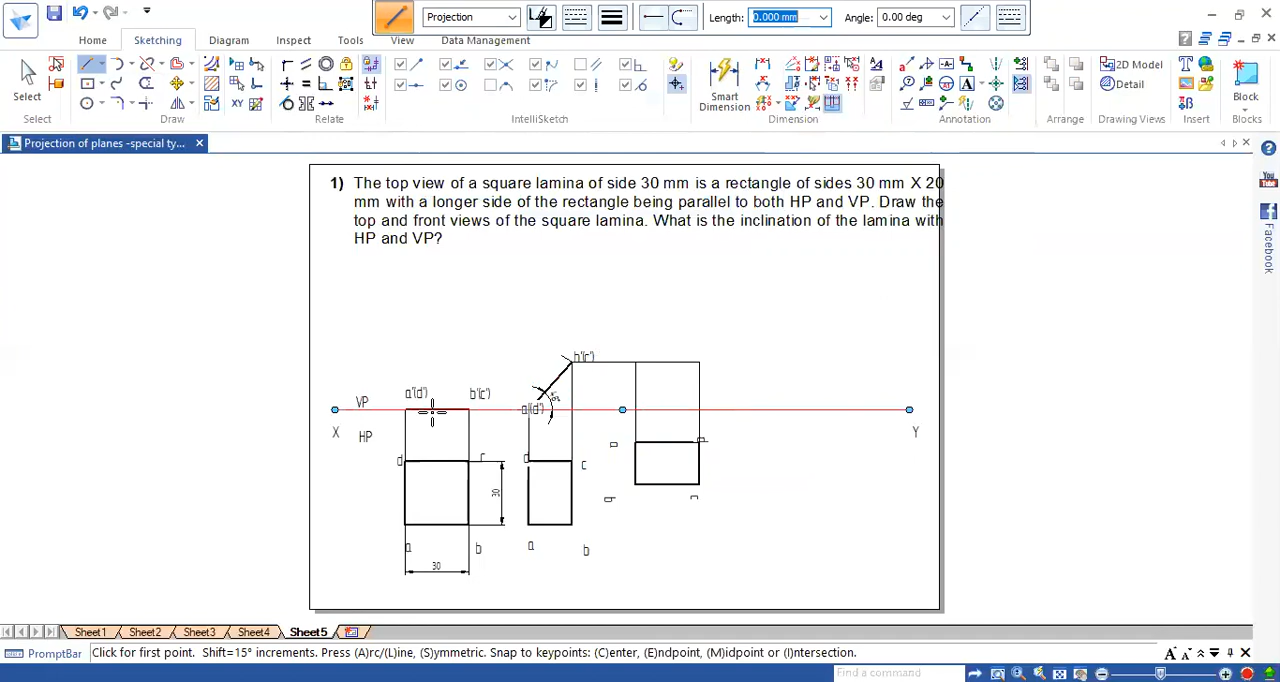 Projection
Length: 0.000 mm
Angle: 0.00 deg
Home Sketching Diagram Inspect Tools View Data Management
Select
Smart Dimension
XY
A
T
2D Model
Detail
Block
Select Draw Relate IntelliSketch Dimension Annotation Arrange Drawing Views Insert Blocks
Projection of planes -special ty...
1) The top view of a square lamina of side 30 mm is a rectangle of sides 30 mm X 20
mm with a longer side of the rectangle being parallel to both HP and VP. Draw the
top and front views of the square lamina. What is the inclination of the lamina with
HP and VP?
You Tube
Facebook
b'(c')
a'(d') b'(c')
VP
a'(d')
X HP Y
d c d c
30
a b a b
30
Sheet1 Sheet2 Sheet3 Sheet4 Sheet5
PromptBar Click for first point. Shift=15° increments. Press (A)rc/(L)ine, (S)ymmetric. Snap to keypoints: (C)enter, (E)ndpoint, (M)idpoint or (I)ntersection.
Find a command